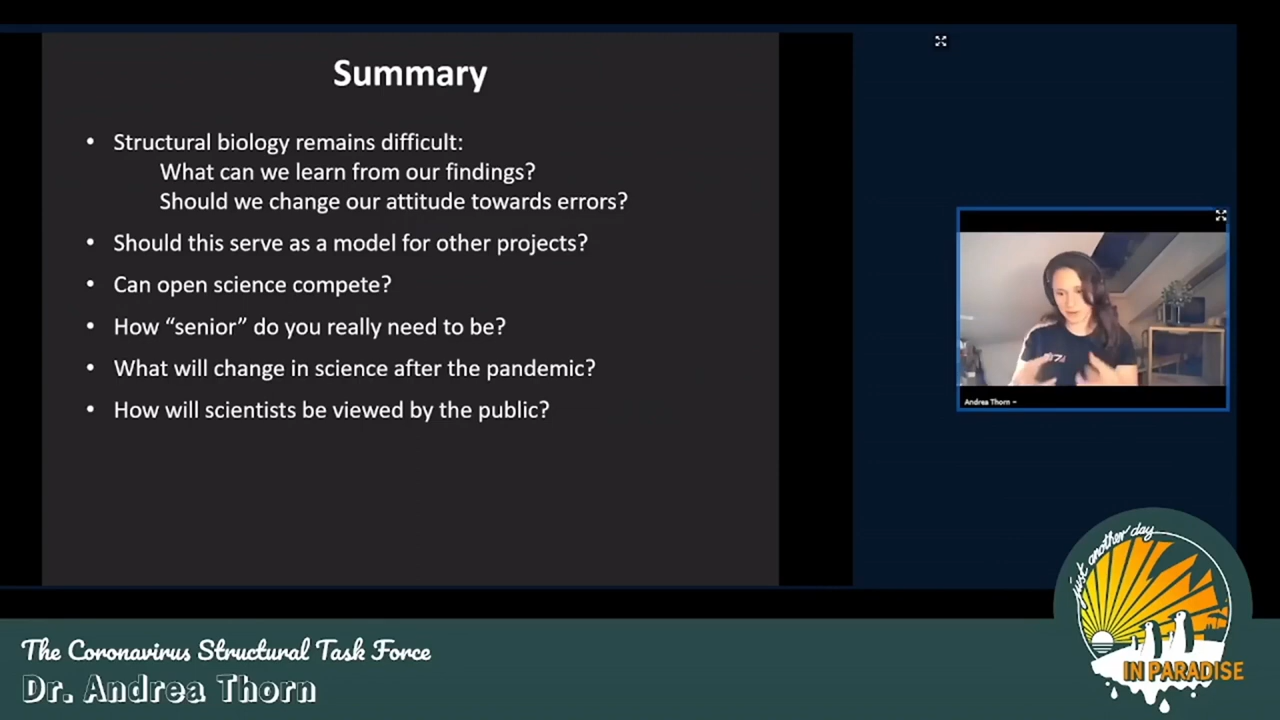 Summary
• Structural biology remains difficult:
What can we learn from our findings?
Should we change our attitude towards errors?
• Should this serve as a model for other projects?
• Can open science compete?
• How “senior” do you really need to be?
• What will change in science after the pandemic?
• How will scientists be viewed by the public?
Andrea Thorn ~
just another day
IN PARADISE
The Coronavirus Structural Task Force
Dr. Andrea Thorn